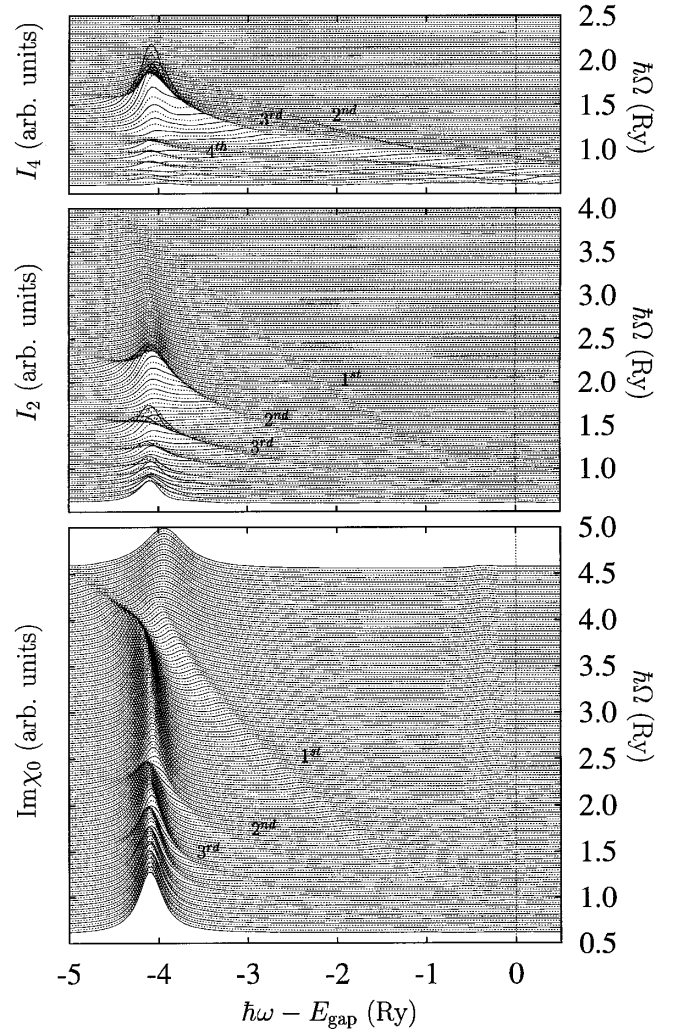 I4 (arb. units)
2.5
2.0
1.5
1.0
ħΩ (Ry)
2nd
3rd
4th
I2 (arb. units)
4.0
3.5
3.0
2.5
2.0
1.5
1.0
ħΩ (Ry)
1st
2nd
3rd
Imχ0 (arb. units)
5.0
4.5
4.0
3.5
3.0
2.5
2.0
1.5
1.0
0.5
ħΩ (Ry)
1st
2nd
3rd
-5 -4 -3 -2 -1 0
ħω − Egap (Ry)